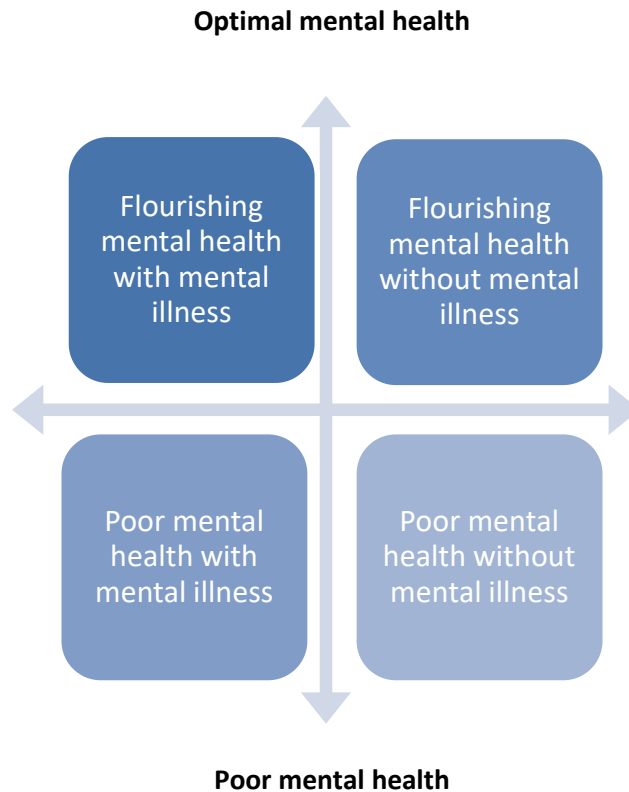 Optimal mental health
Flourishing
mental health
with mental
illness
Flourishing
mental health
without mental
illness
Poor mental
health with
mental illness
Poor mental
health without
mental illness
Poor mental health